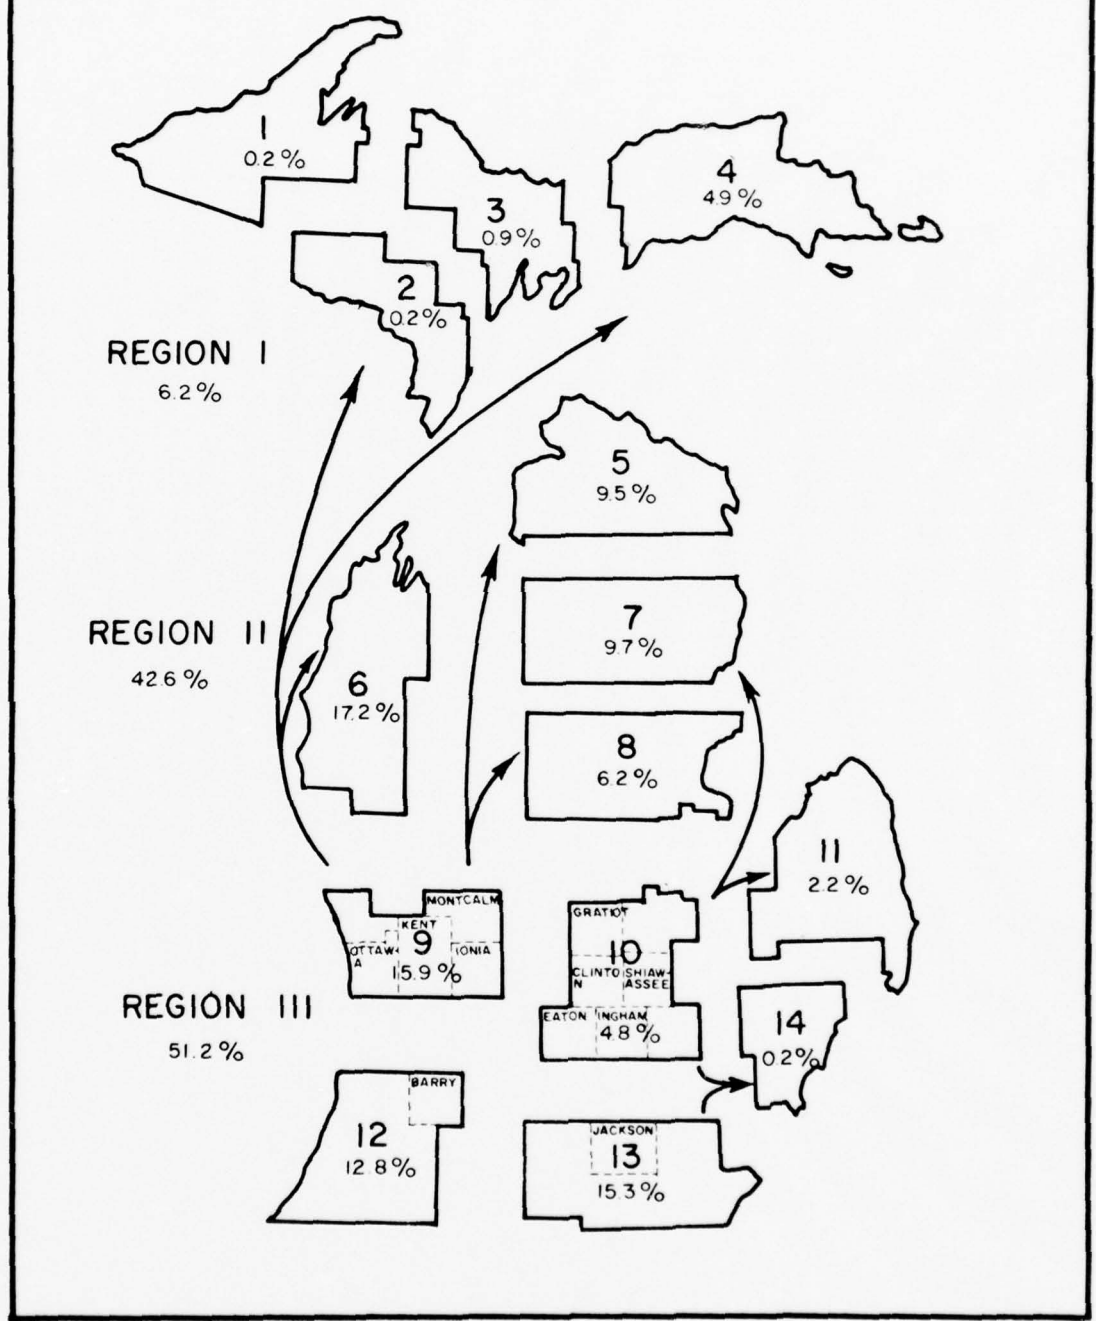 1
0.2%
3
0.9%
4
4.9%
2
0.2%
REGION I
6.2%
5
9.5%
REGION II
42.6%
7
9.7%
6
17.2%
8
6.2%
11
2.2%
MONTCALM
KENT
9
OTTAW
A
IONIA
15.9%
GRATIOT
10
CLINTO
N
SHIAW-
ASSEE
EATON
INGHAM
4.8%
REGION III
51.2%
14
0.2%
BARRY
12
12.8%
JACKSON
13
15.3%